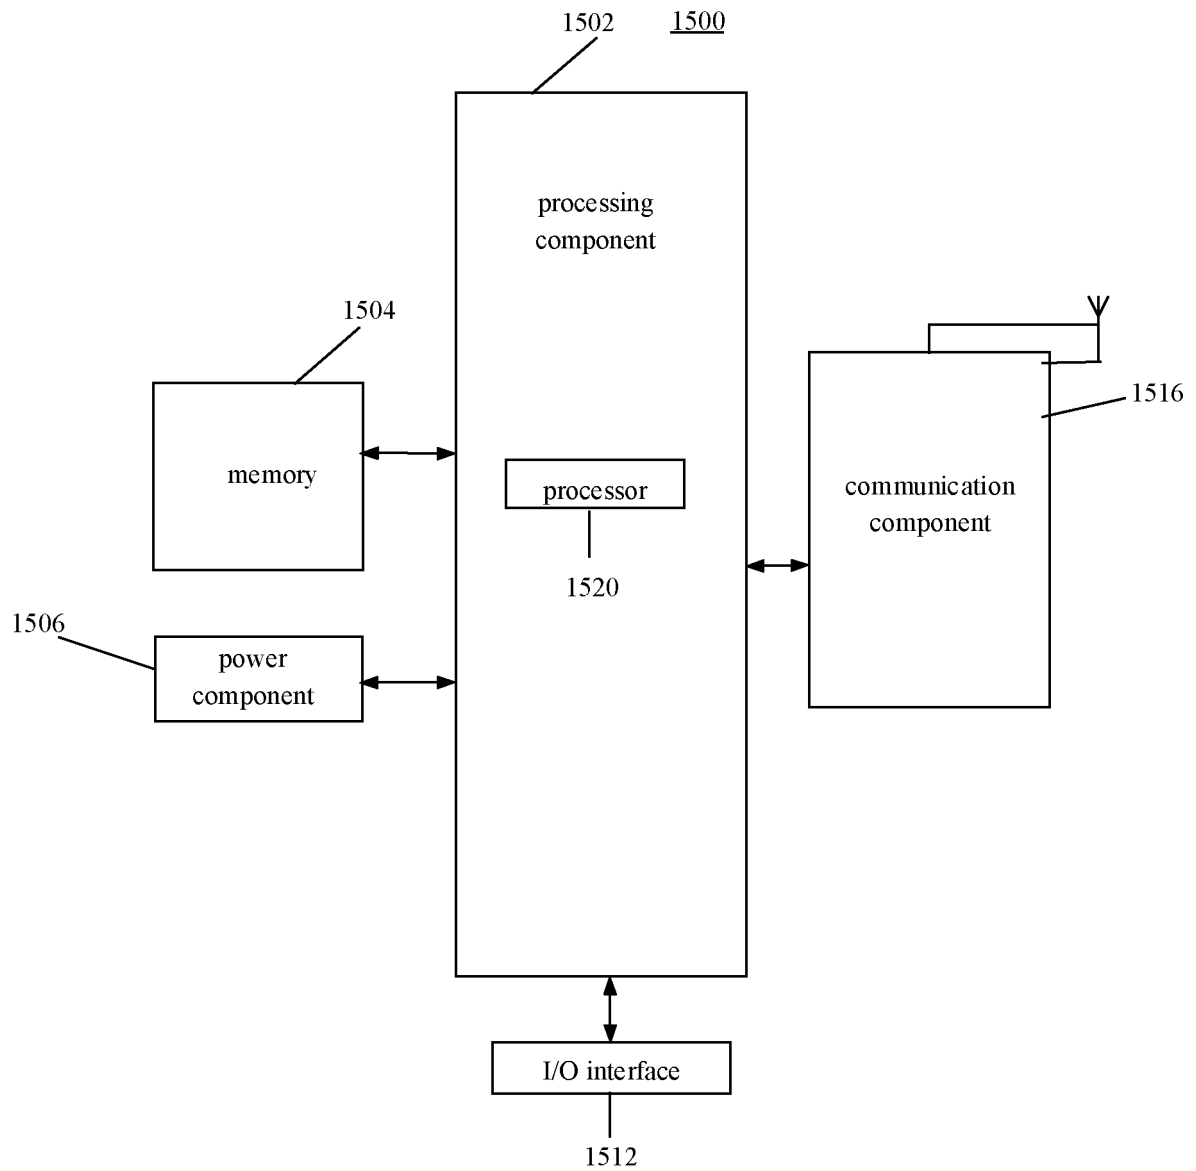 1502
1500
processing
component
1504
1516
memory
processor
communication
component
1520
1506
power
component
I/O interface
1512